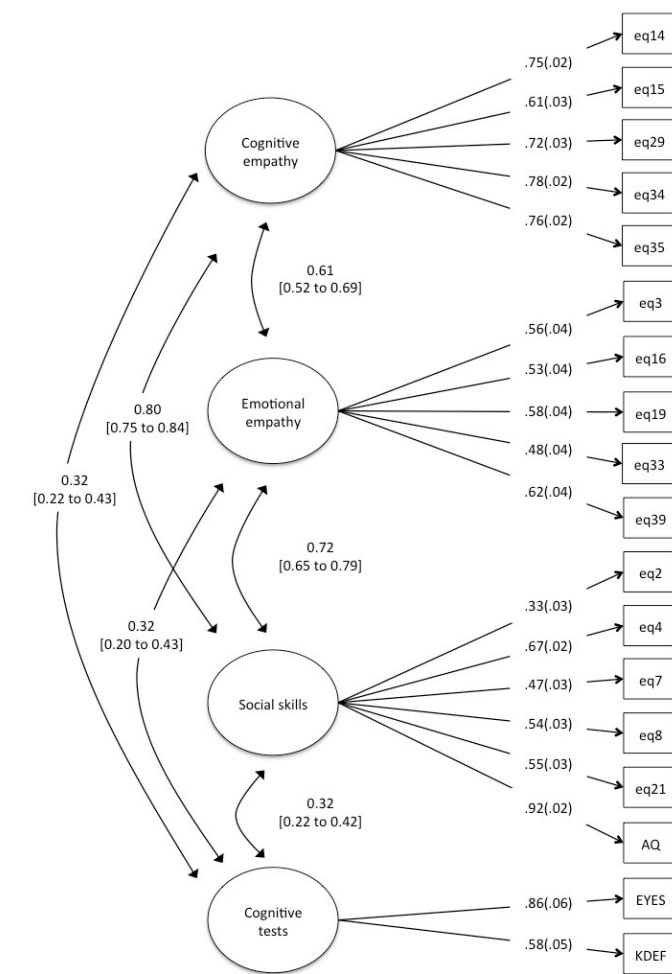 eq14
.75(.02)
eq15
.61(.03)
Cognitive
empathy
eq29
.72(.03)
eq34
.78(.02)
eq35
.76(.02)
0.61
[0.52 to 0.69]
eq3
.56(.04)
eq16
.53(.04)
Emotional
empathy
eq19
.58(.04)
0.80
[0.75 to 0.84]
eq33
.48(.04)
eq39
.62(.04)
0.32
[0.22 to 0.43]
0.72
[0.65 to 0.79]
eq2
.33(.03)
eq4
.67(.02)
0.32
[0.20 to 0.43]
eq7
.47(.03)
Social skills
eq8
.54(.03)
eq21
.55(.03)
.92(.02)
AQ
0.32
[0.22 to 0.42]
EYES
.86(.06)
Cognitive
tests
.58(.05)
KDEF